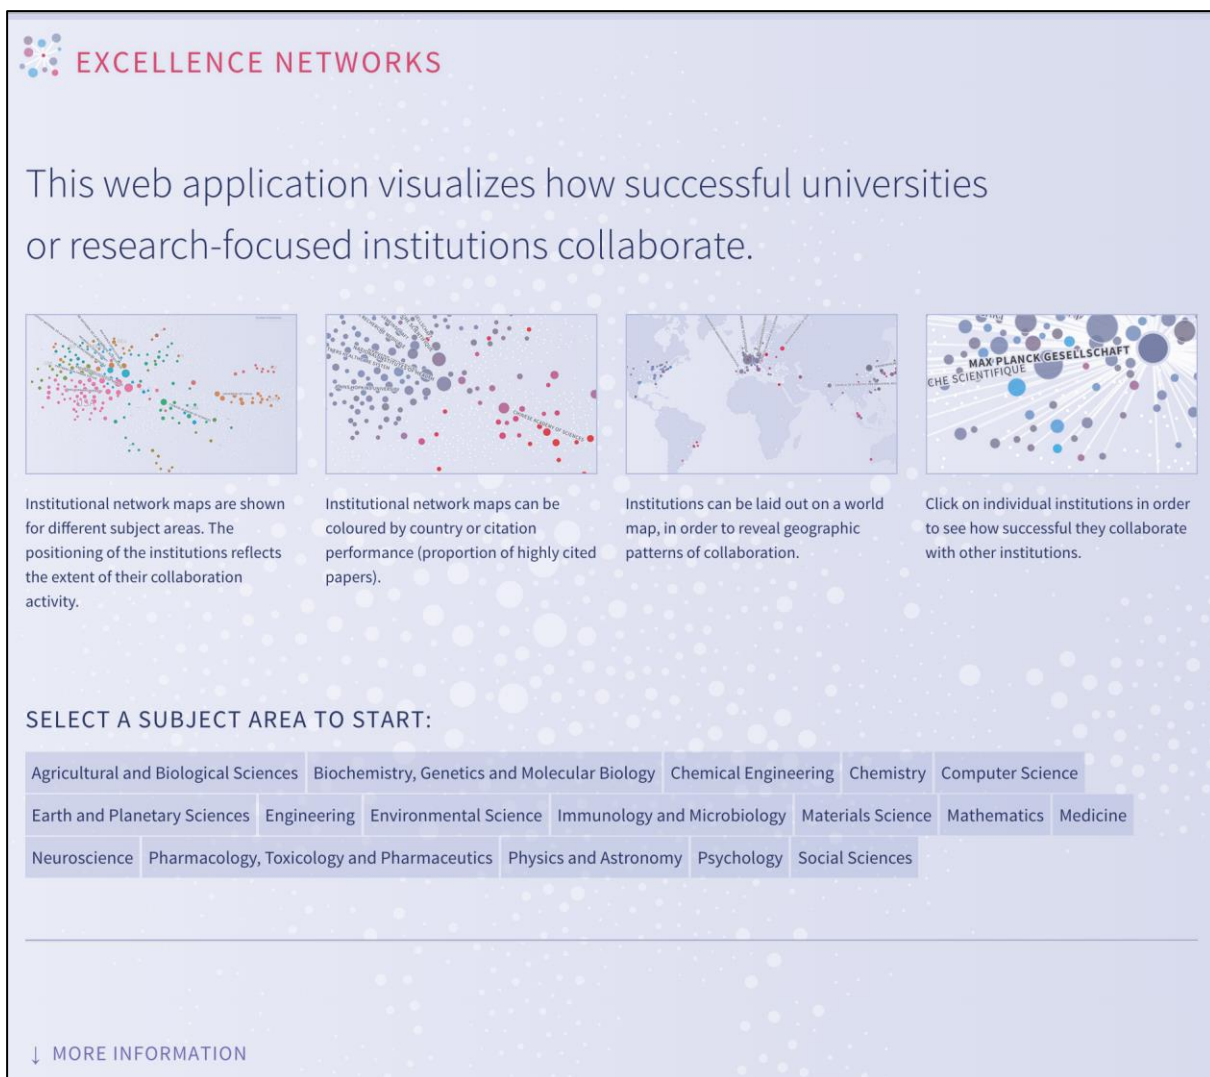 EXCELLENCE NETWORKS
This web application visualizes how successful universities
or research-focused institutions collaborate.
MAX PLANCK GESELLSCHAFT
CHE SCIENTIFIQUE
CHINESE ACADEMY OF SCIENCES
Institutional network maps are shown
for different subject areas. The
positioning of the institutions reflects
the extent of their collaboration
activity.
Institutional network maps can be
coloured by country or citation
performance (proportion of highly cited
papers).
Institutions can be laid out on a world
map, in order to reveal geographic
patterns of collaboration.
Click on individual institutions in order
to see how successful they collaborate
with other institutions.
SELECT A SUBJECT AREA TO START:
Agricultural and Biological Sciences Biochemistry, Genetics and Molecular Biology Chemical Engineering Chemistry Computer Science
Earth and Planetary Sciences Engineering Environmental Science Immunology and Microbiology Materials Science Mathematics Medicine
Neuroscience Pharmacology, Toxicology and Pharmaceutics Physics and Astronomy Psychology Social Sciences
↓ MORE INFORMATION